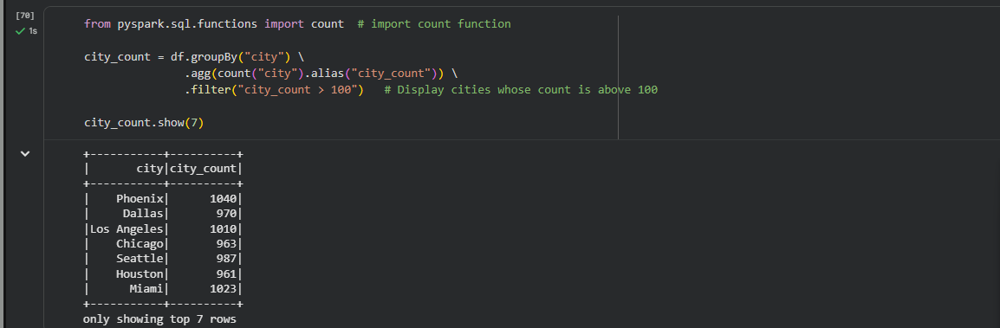 [70]
1s
from pyspark.sql.functions import count  # import count function
city_count = df.groupBy("city") \
               .agg(count("city").alias("city_count")) \
               .filter("city_count > 100")   # Display cities whose count is above 100
city_count.show(7)
+-----------+----------+
|       city|city_count|
+-----------+----------+
|    Phoenix|      1040|
|     Dallas|       970|
|Los Angeles|      1010|
|    Chicago|       963|
|    Seattle|       987|
|    Houston|       961|
|      Miami|      1023|
+-----------+----------+
only showing top 7 rows